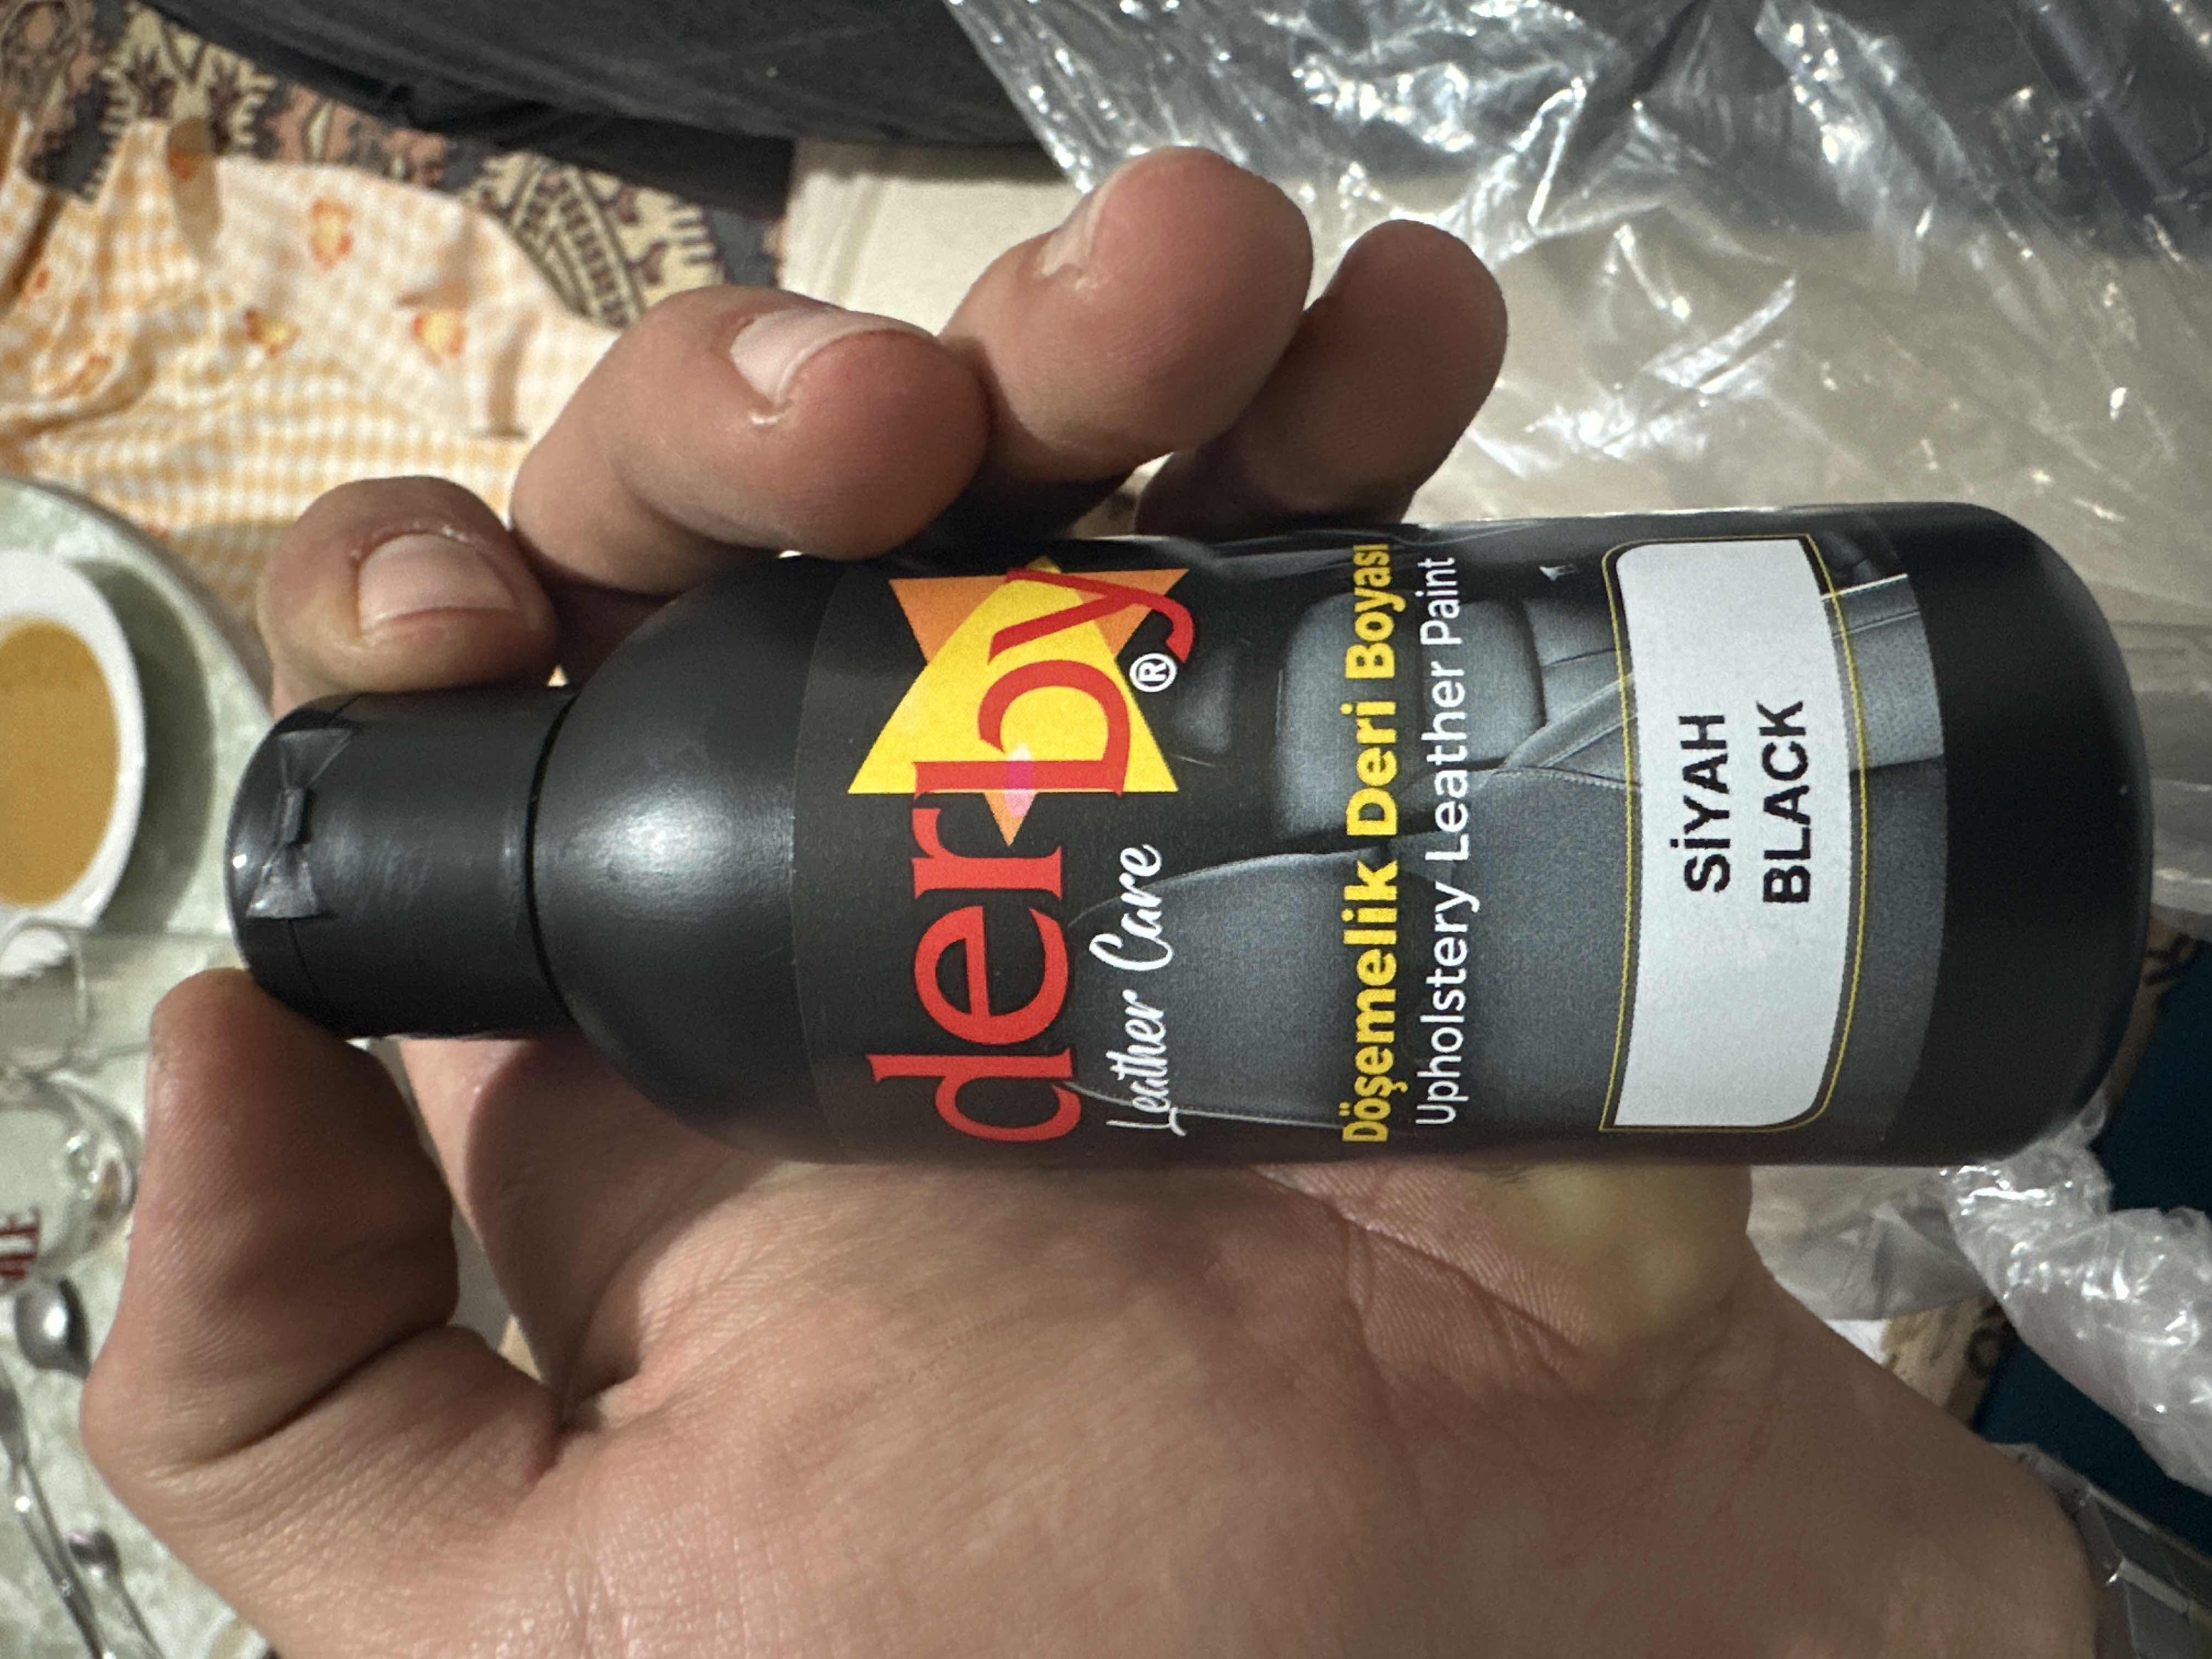 derby®
Leather Care
Döşemelik Deri Boyası
Upholstery Leather Paint
SİYAH
BLACK